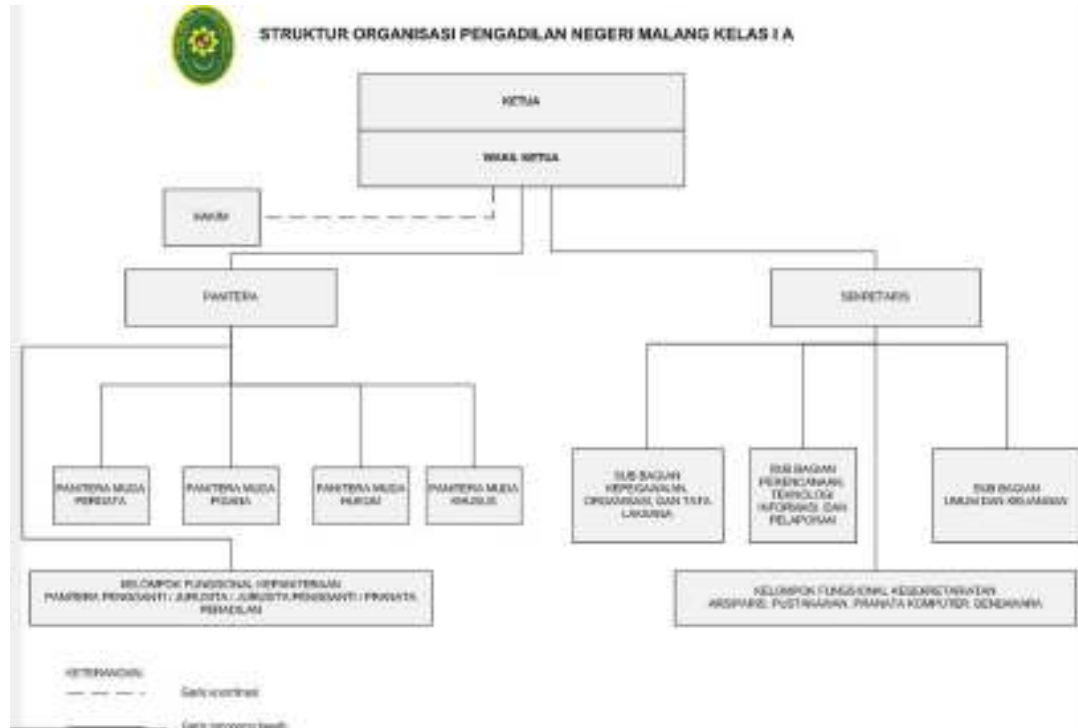 STRUKTUR ORGANISASI PENGADILAN NEGERI MALANG KELAS I A
KETUA
WAKIL KETUA
HAKIM
PANITERA
SEKRETARIS
PANITERA MUDA
PERDATA
PANITERA MUDA
PIDANA
PANITERA MUDA
HUKUM
PANITERA MUDA
KHUSUS
SUB BAGIAN
KEPEGAWAIAN,
ORGANISASI, DAN TATA
LAKSANA
SUB BAGIAN
PERENCANAAN,
TEKNOLOGI
INFORMASI, DAN
PELAPORAN
SUB BAGIAN
UMUM DAN KEUANGAN
KELOMPOK FUNGSIONAL KEPANITERAAN
PANITERA PENGGANTI / JURUSITA / JURUSITA PENGGANTI / PRANATA
PERADILAN
KELOMPOK FUNGSIONAL KESEKRETARIATAN
ARSIPARIS, PUSTAKAWAN, PRANATA KOMPUTER, BENDAHARA
KETERANGAN
Garis koordinasi
Garis